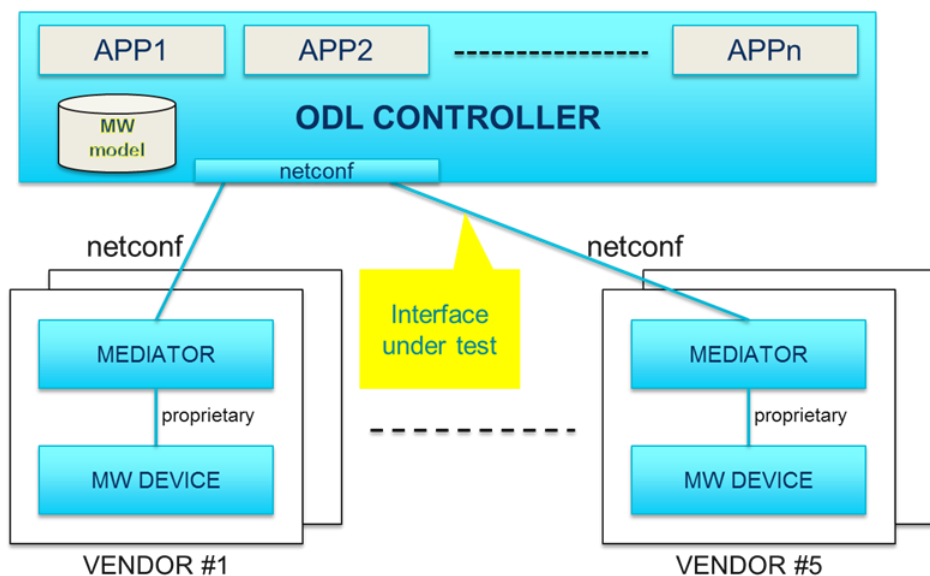 APP1
APP2
APPn
MW
model
ODL CONTROLLER
netconf
netconf
netconf
Interface
under test
MEDIATOR
MEDIATOR
proprietary
proprietary
MW DEVICE
MW DEVICE
VENDOR #1
VENDOR #5